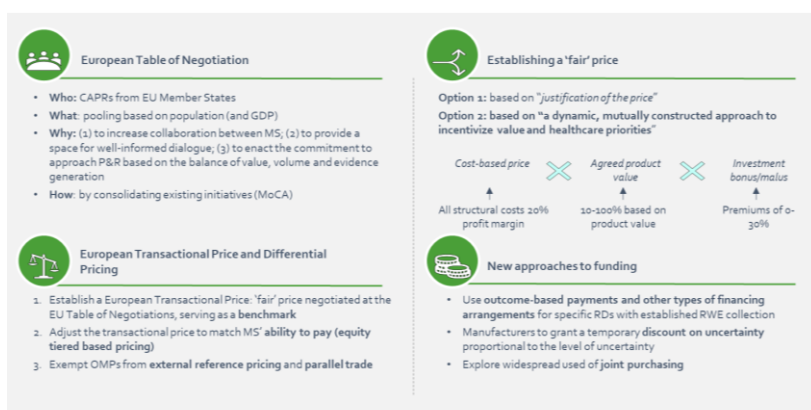 European Table of Negotiation
• Who: CAPRs from EU Member States
• What: pooling based on population (and GDP)
• Why: (1) to increase collaboration between MS; (2) to provide a
space for well-informed dialogue; (3) to enact the commitment to
approach P&R based on the balance of value, volume and evidence
generation
• How: by consolidating existing initiatives (MoCA)
Establishing a 'fair' price
Option 1: based on "justification of the price"
Option 2: based on "a dynamic, mutually constructed approach to
incentivize value and healthcare priorities"
Cost-based price
Agreed product
value
Investment
bonus/malus
All structural costs 20%
profit margin
10-100% based on
product value
Premiums of 0-
30%
European Transactional Price and Differential
Pricing
1. Establish a European Transactional Price: 'fair' price negotiated at the
EU Table of Negotiations, serving as a benchmark
2. Adjust the transactional price to match MS' ability to pay (equity
tiered based pricing)
3. Exempt OMPs from external reference pricing and parallel trade
New approaches to funding
• Use outcome-based payments and other types of financing
arrangements for specific RDs with established RWE collection
• Manufacturers to grant a temporary discount on uncertainty
proportional to the level of uncertainty
• Explore widespread used of joint purchasing